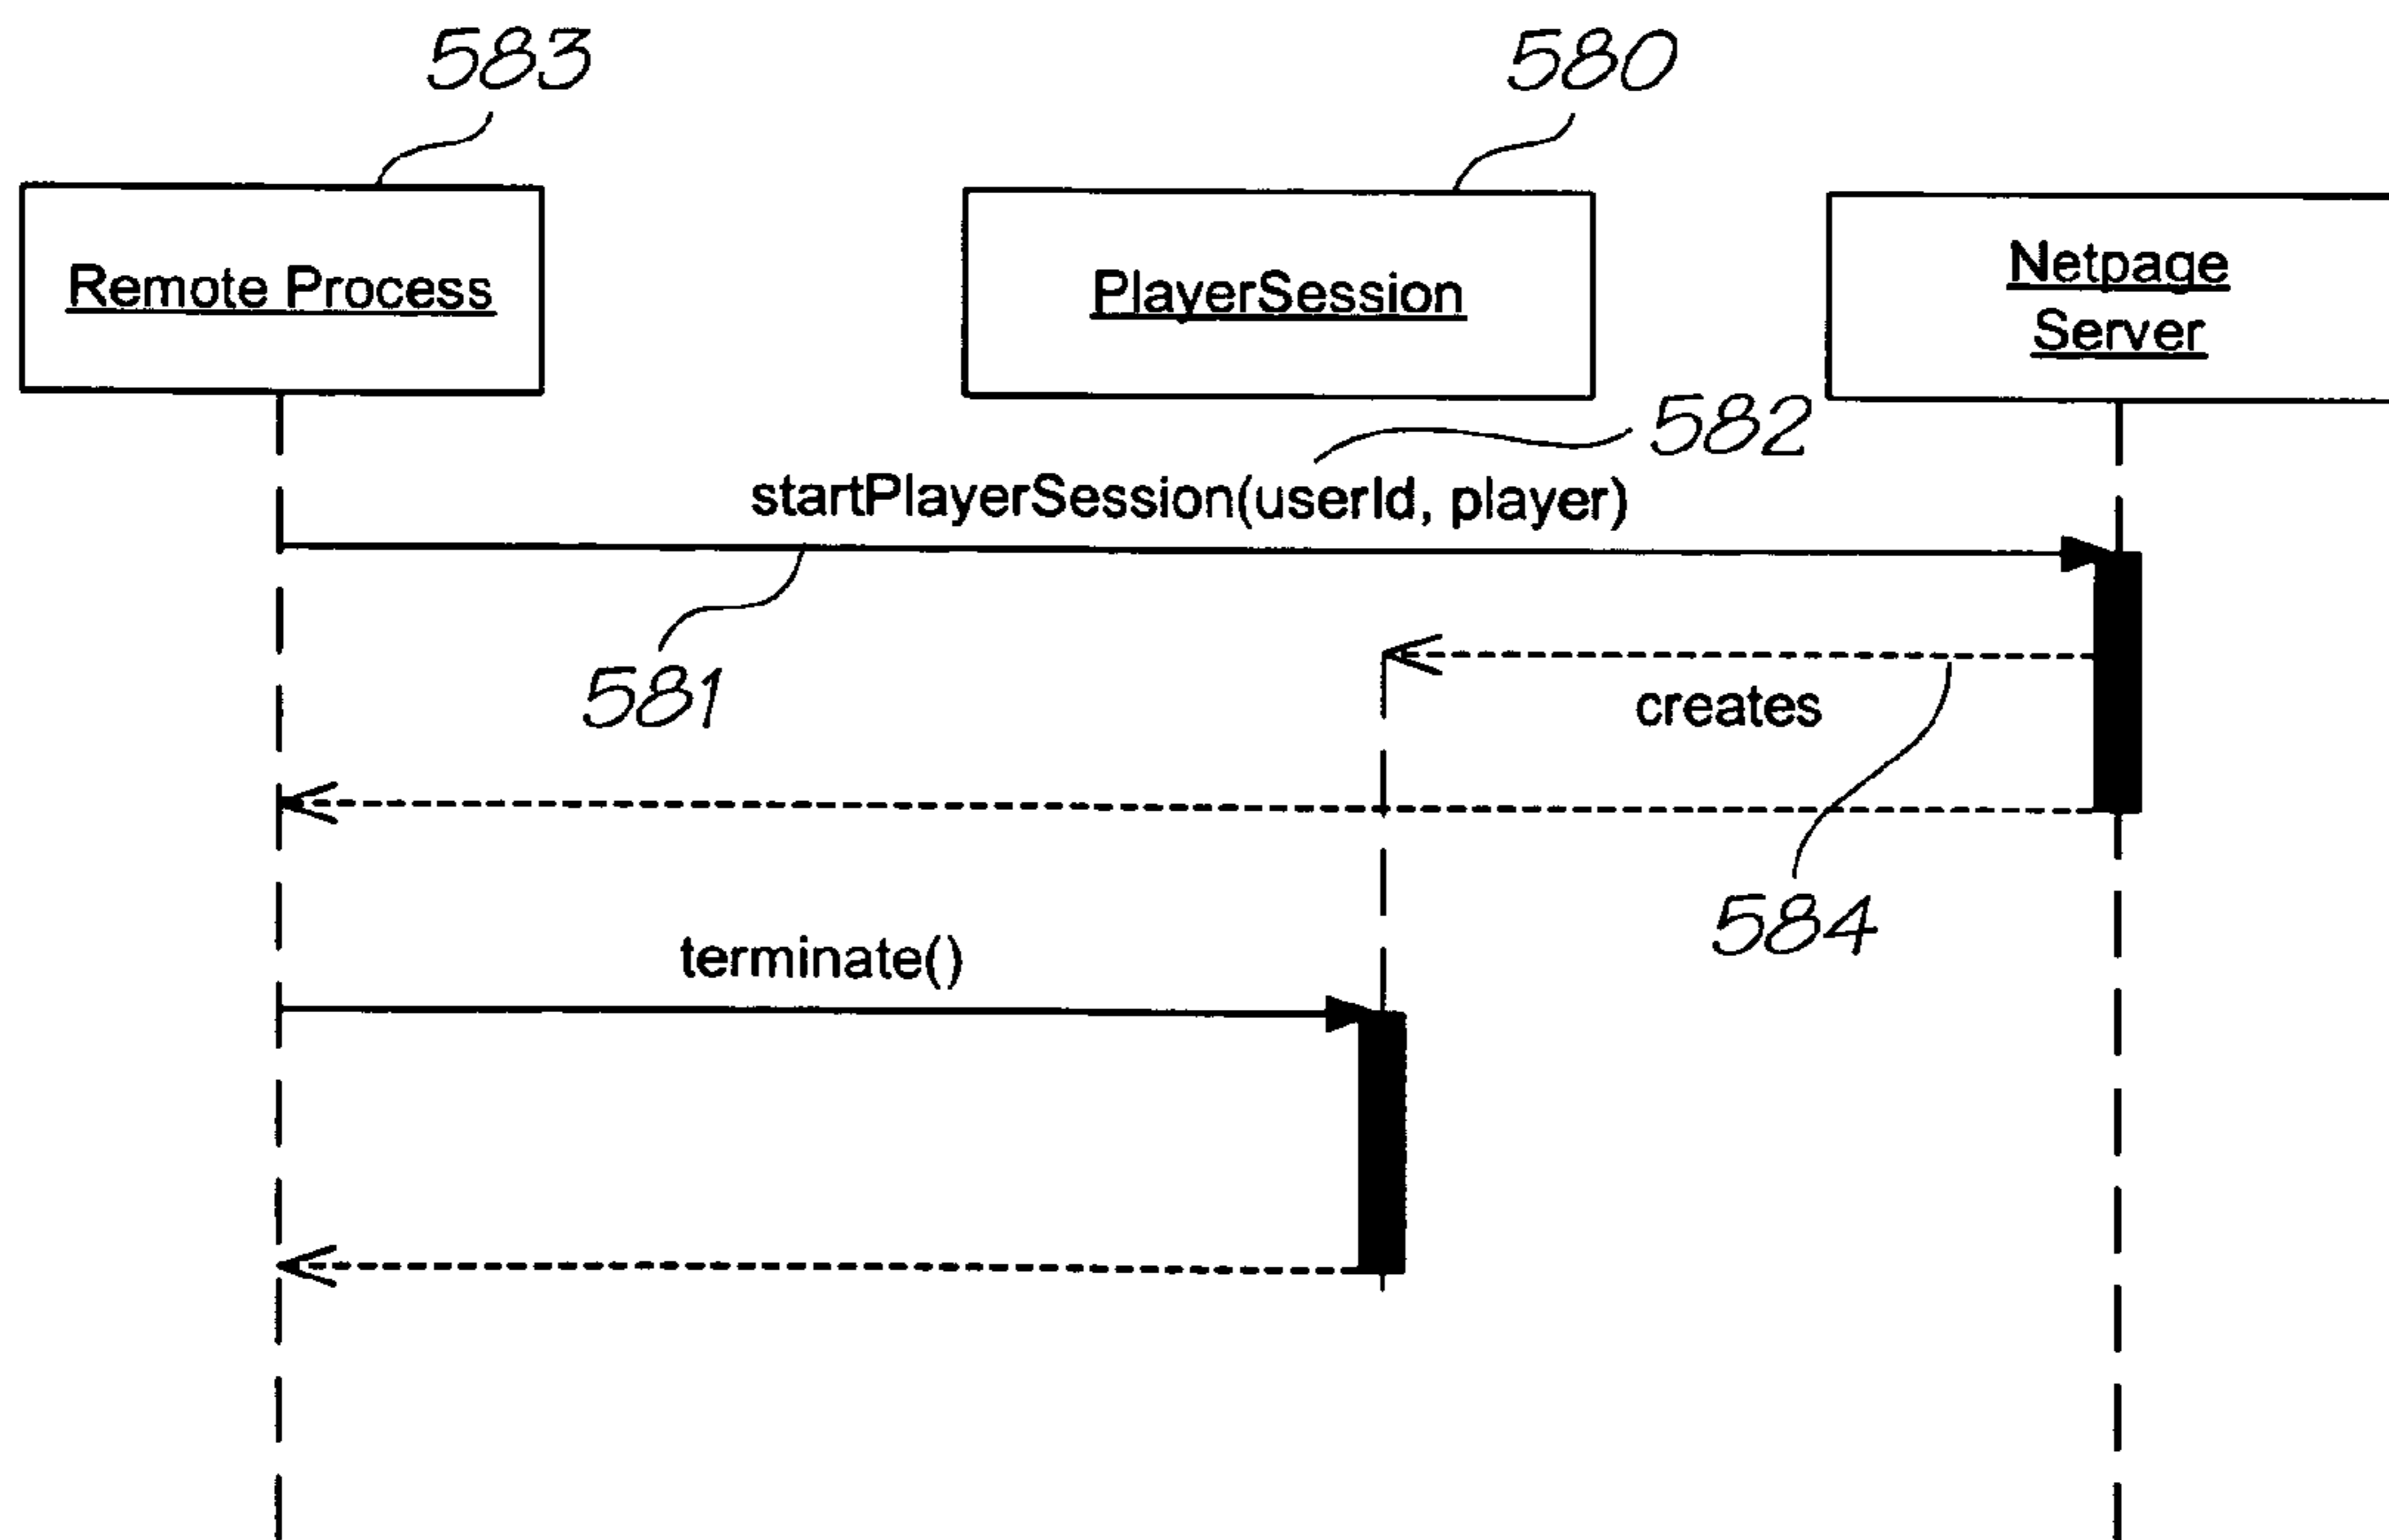 583
580
Remote Process
PlayerSession
Netpage
Server
582
startPlayerSession(userId, player)
581
creates
584
terminate()